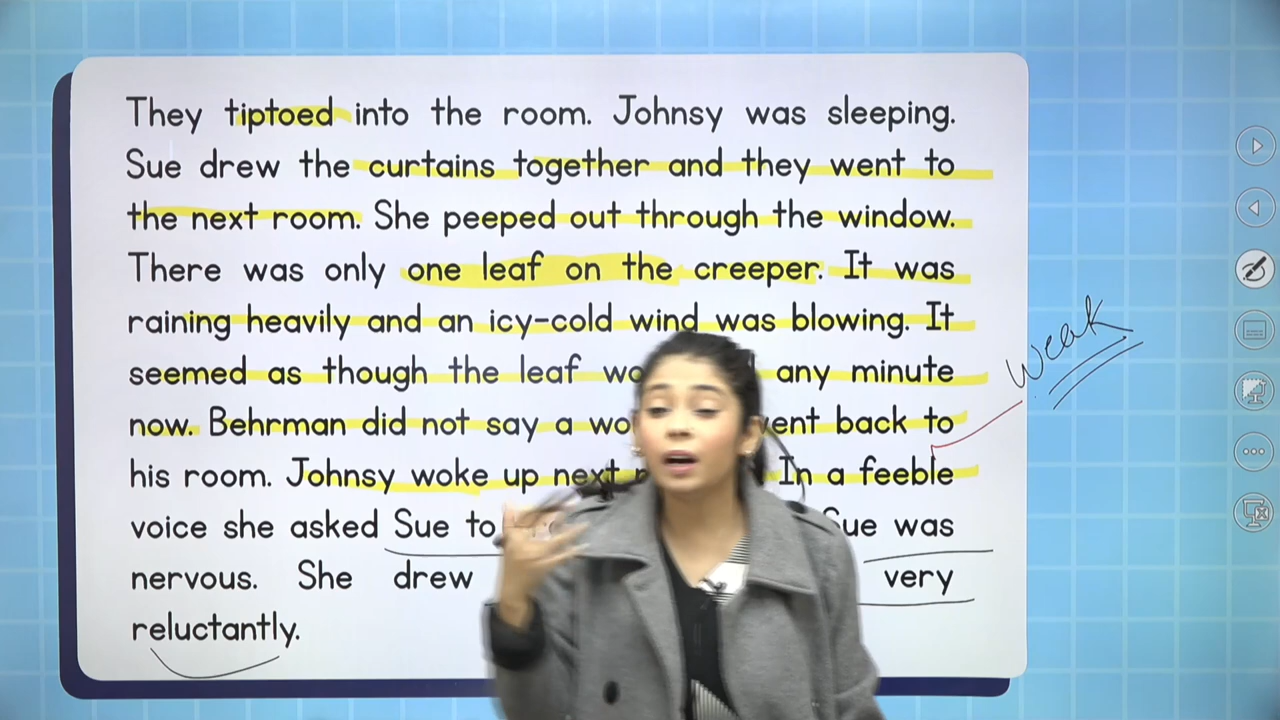 They tiptoed into the room. Johnsy was sleeping.
Sue drew the curtains together and they went to
the next room. She peeped out through the window.
There was only one leaf on the creeper. It was
raining heavily and an icy-cold wind was blowing. It
seemed as though the leaf any minute
now. Behrman did not say a back to
his room. Johnsy woke up next In a feeble
voice she asked Sue to Sue was
nervous. She drew very
reluctantly.
Weak